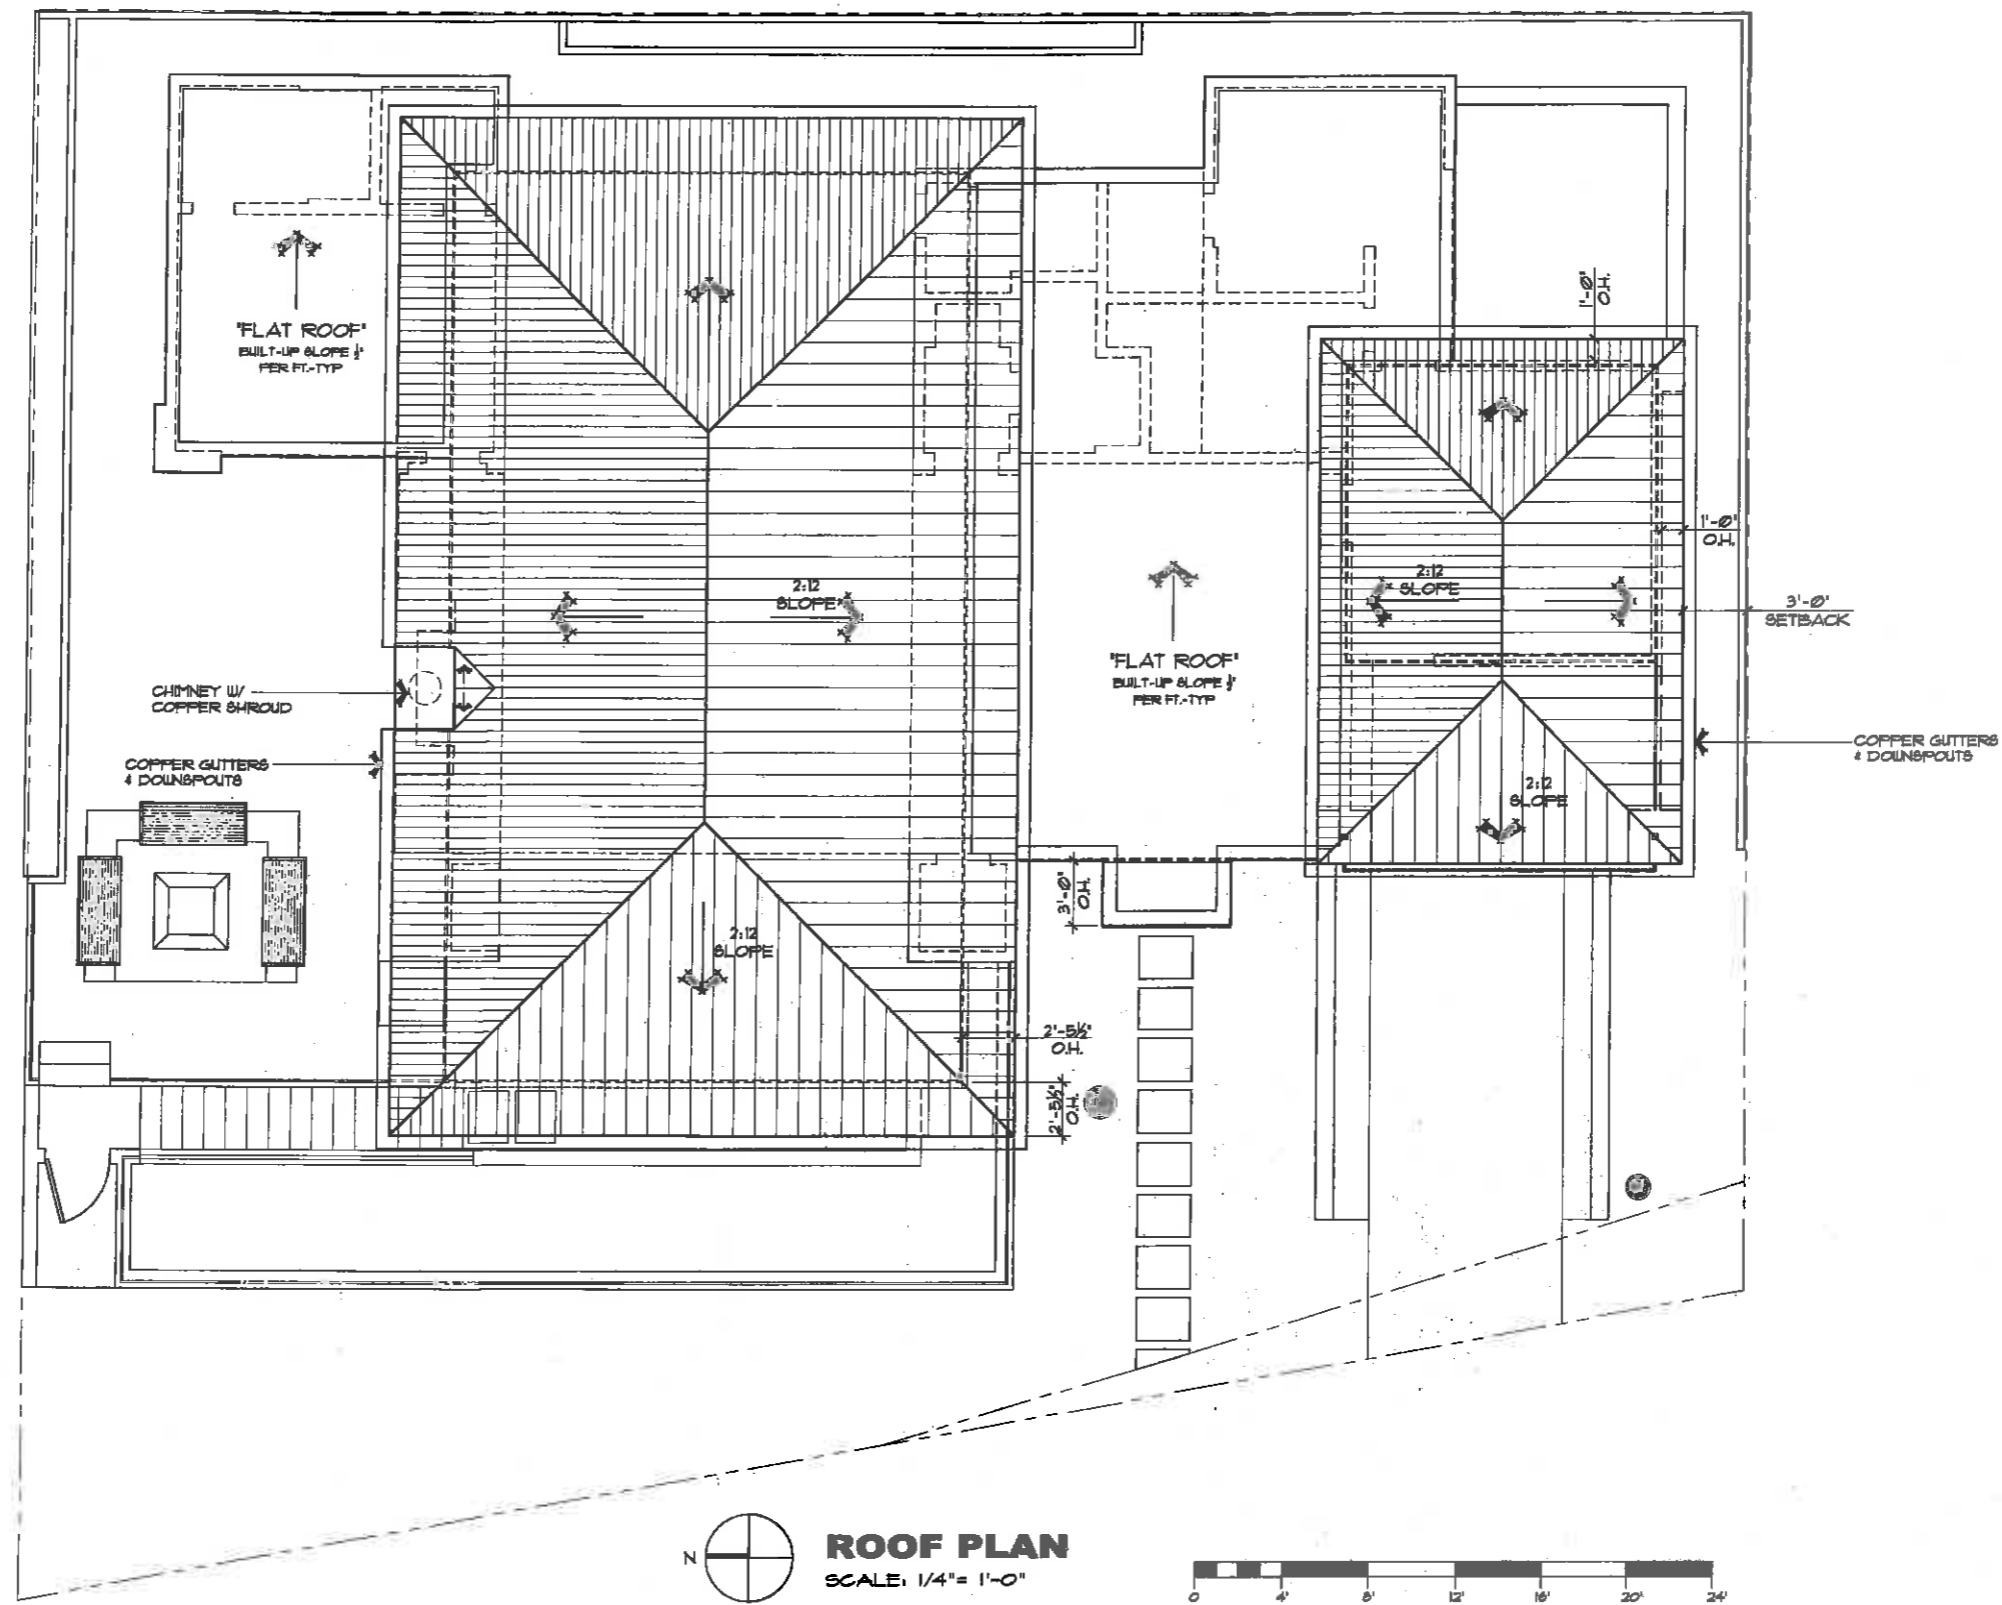 1'-0"
O.H.
"FLAT ROOF"
BUILT-UP SLOPE ¼"
PER FT.-TYP
1'-0"
O.H.
2:12
SLOPE
2:12
SLOPE
3'-0"
SETBACK
"FLAT ROOF"
BUILT-UP SLOPE ¼"
PER FT.-TYP
CHIMNEY W/
COPPER SHROUD
COPPER GUTTERS
& DOWNSPOUTS
COPPER GUTTERS
& DOWNSPOUTS
2:12
SLOPE
3'-0"
O.H.
2:12
SLOPE
2'-5½"
O.H.
2'-5½"
O.H.
N
ROOF PLAN
SCALE: 1/4"= 1'-0"
0 4' 8' 12' 16' 20' 24'